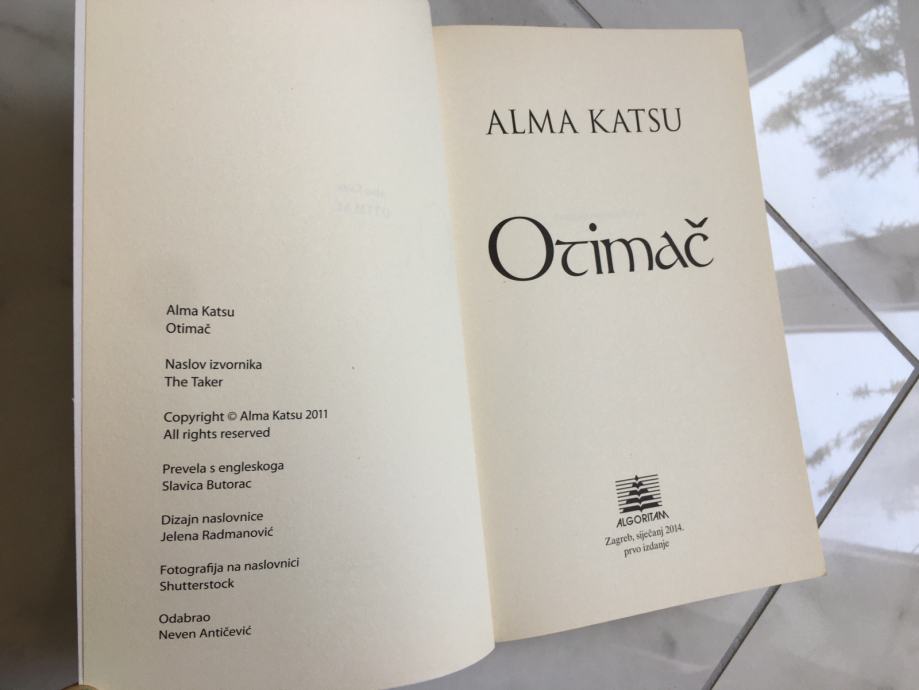 Alma Katsu
Otimač
Naslov izvornika
The Taker
Copyright © Alma Katsu 2011
All rights reserved
Prevela s engleskoga
Slavica Butorac
Dizajn naslovnice
Jelena Radmanović
Fotografija na naslovnici
Shutterstock
Odabrao
Neven Antičević
ALMA KATSU
Otimač
ALGORITAM
Zagreb, siječanj 2014.
prvo izdanje